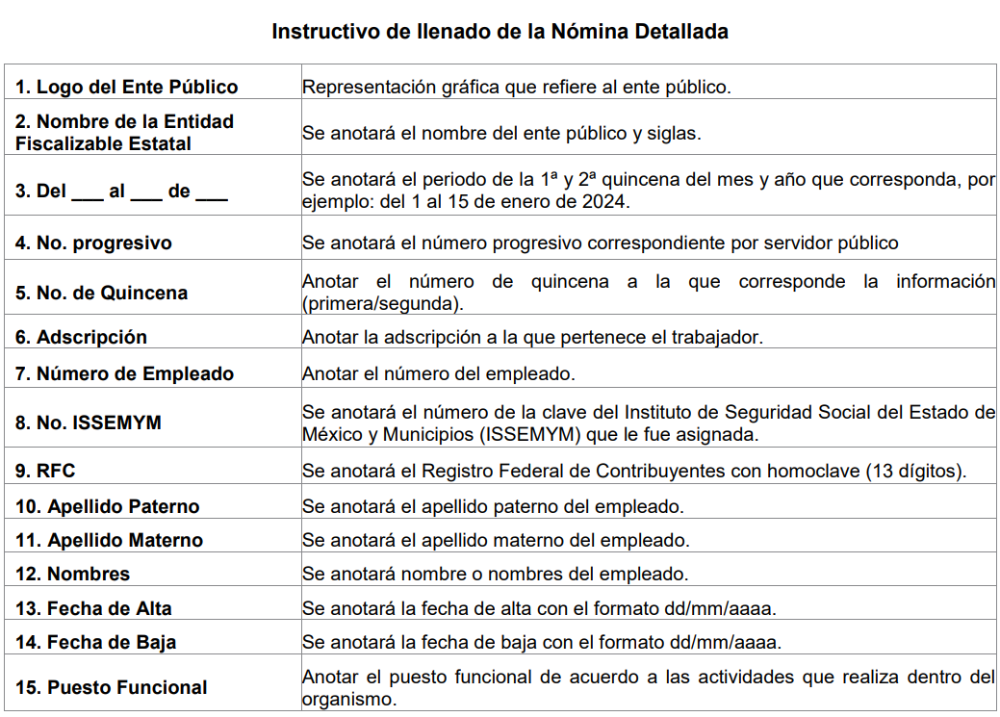 Instructivo de llenado de la Nómina Detallada
1. Logo del Ente Público
Representación gráfica que refiere al ente público.
2. Nombre de la Entidad
Fiscalizable Estatal
Se anotará el nombre del ente público y siglas.
3. Del ___ al ___ de ___
Se anotará el periodo de la 1ª y 2ª quincena del mes y año que corresponda, por
ejemplo: del 1 al 15 de enero de 2024.
4. No. progresivo
Se anotará el número progresivo correspondiente por servidor público
5. No. de Quincena
Anotar el número de quincena a la que corresponde la información
(primera/segunda).
6. Adscripción
Anotar la adscripción a la que pertenece el trabajador.
7. Número de Empleado
Anotar el número del empleado.
8. No. ISSEMYM
Se anotará el número de la clave del Instituto de Seguridad Social del Estado de
México y Municipios (ISSEMYM) que le fue asignada.
9. RFC
Se anotará el Registro Federal de Contribuyentes con homoclave (13 dígitos).
10. Apellido Paterno
Se anotará el apellido paterno del empleado.
11. Apellido Materno
Se anotará el apellido materno del empleado.
12. Nombres
Se anotará nombre o nombres del empleado.
13. Fecha de Alta
Se anotará la fecha de alta con el formato dd/mm/aaaa.
14. Fecha de Baja
Se anotará la fecha de baja con el formato dd/mm/aaaa.
15. Puesto Funcional
Anotar el puesto funcional de acuerdo a las actividades que realiza dentro del
organismo.